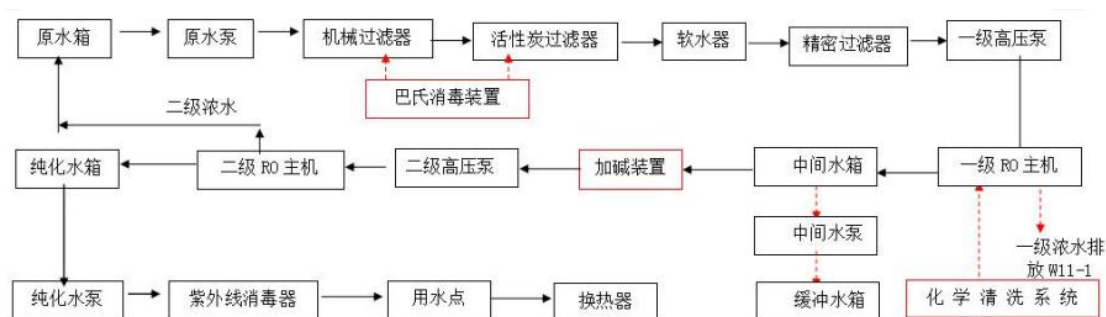 原水箱
原水泵
机械过滤器
活性炭过滤器
软水器
精密过滤器
一级高压泵
巴氏消毒装置
二级浓水
纯化水箱
二级 RO 主机
二级高压泵
加碱装置
中间水箱
一级 RO 主机
中间水泵
一级浓水排
放 W11-1
纯化水泵
紫外线消毒器
用水点
换热器
缓冲水箱
化 学 清 洗 系 统